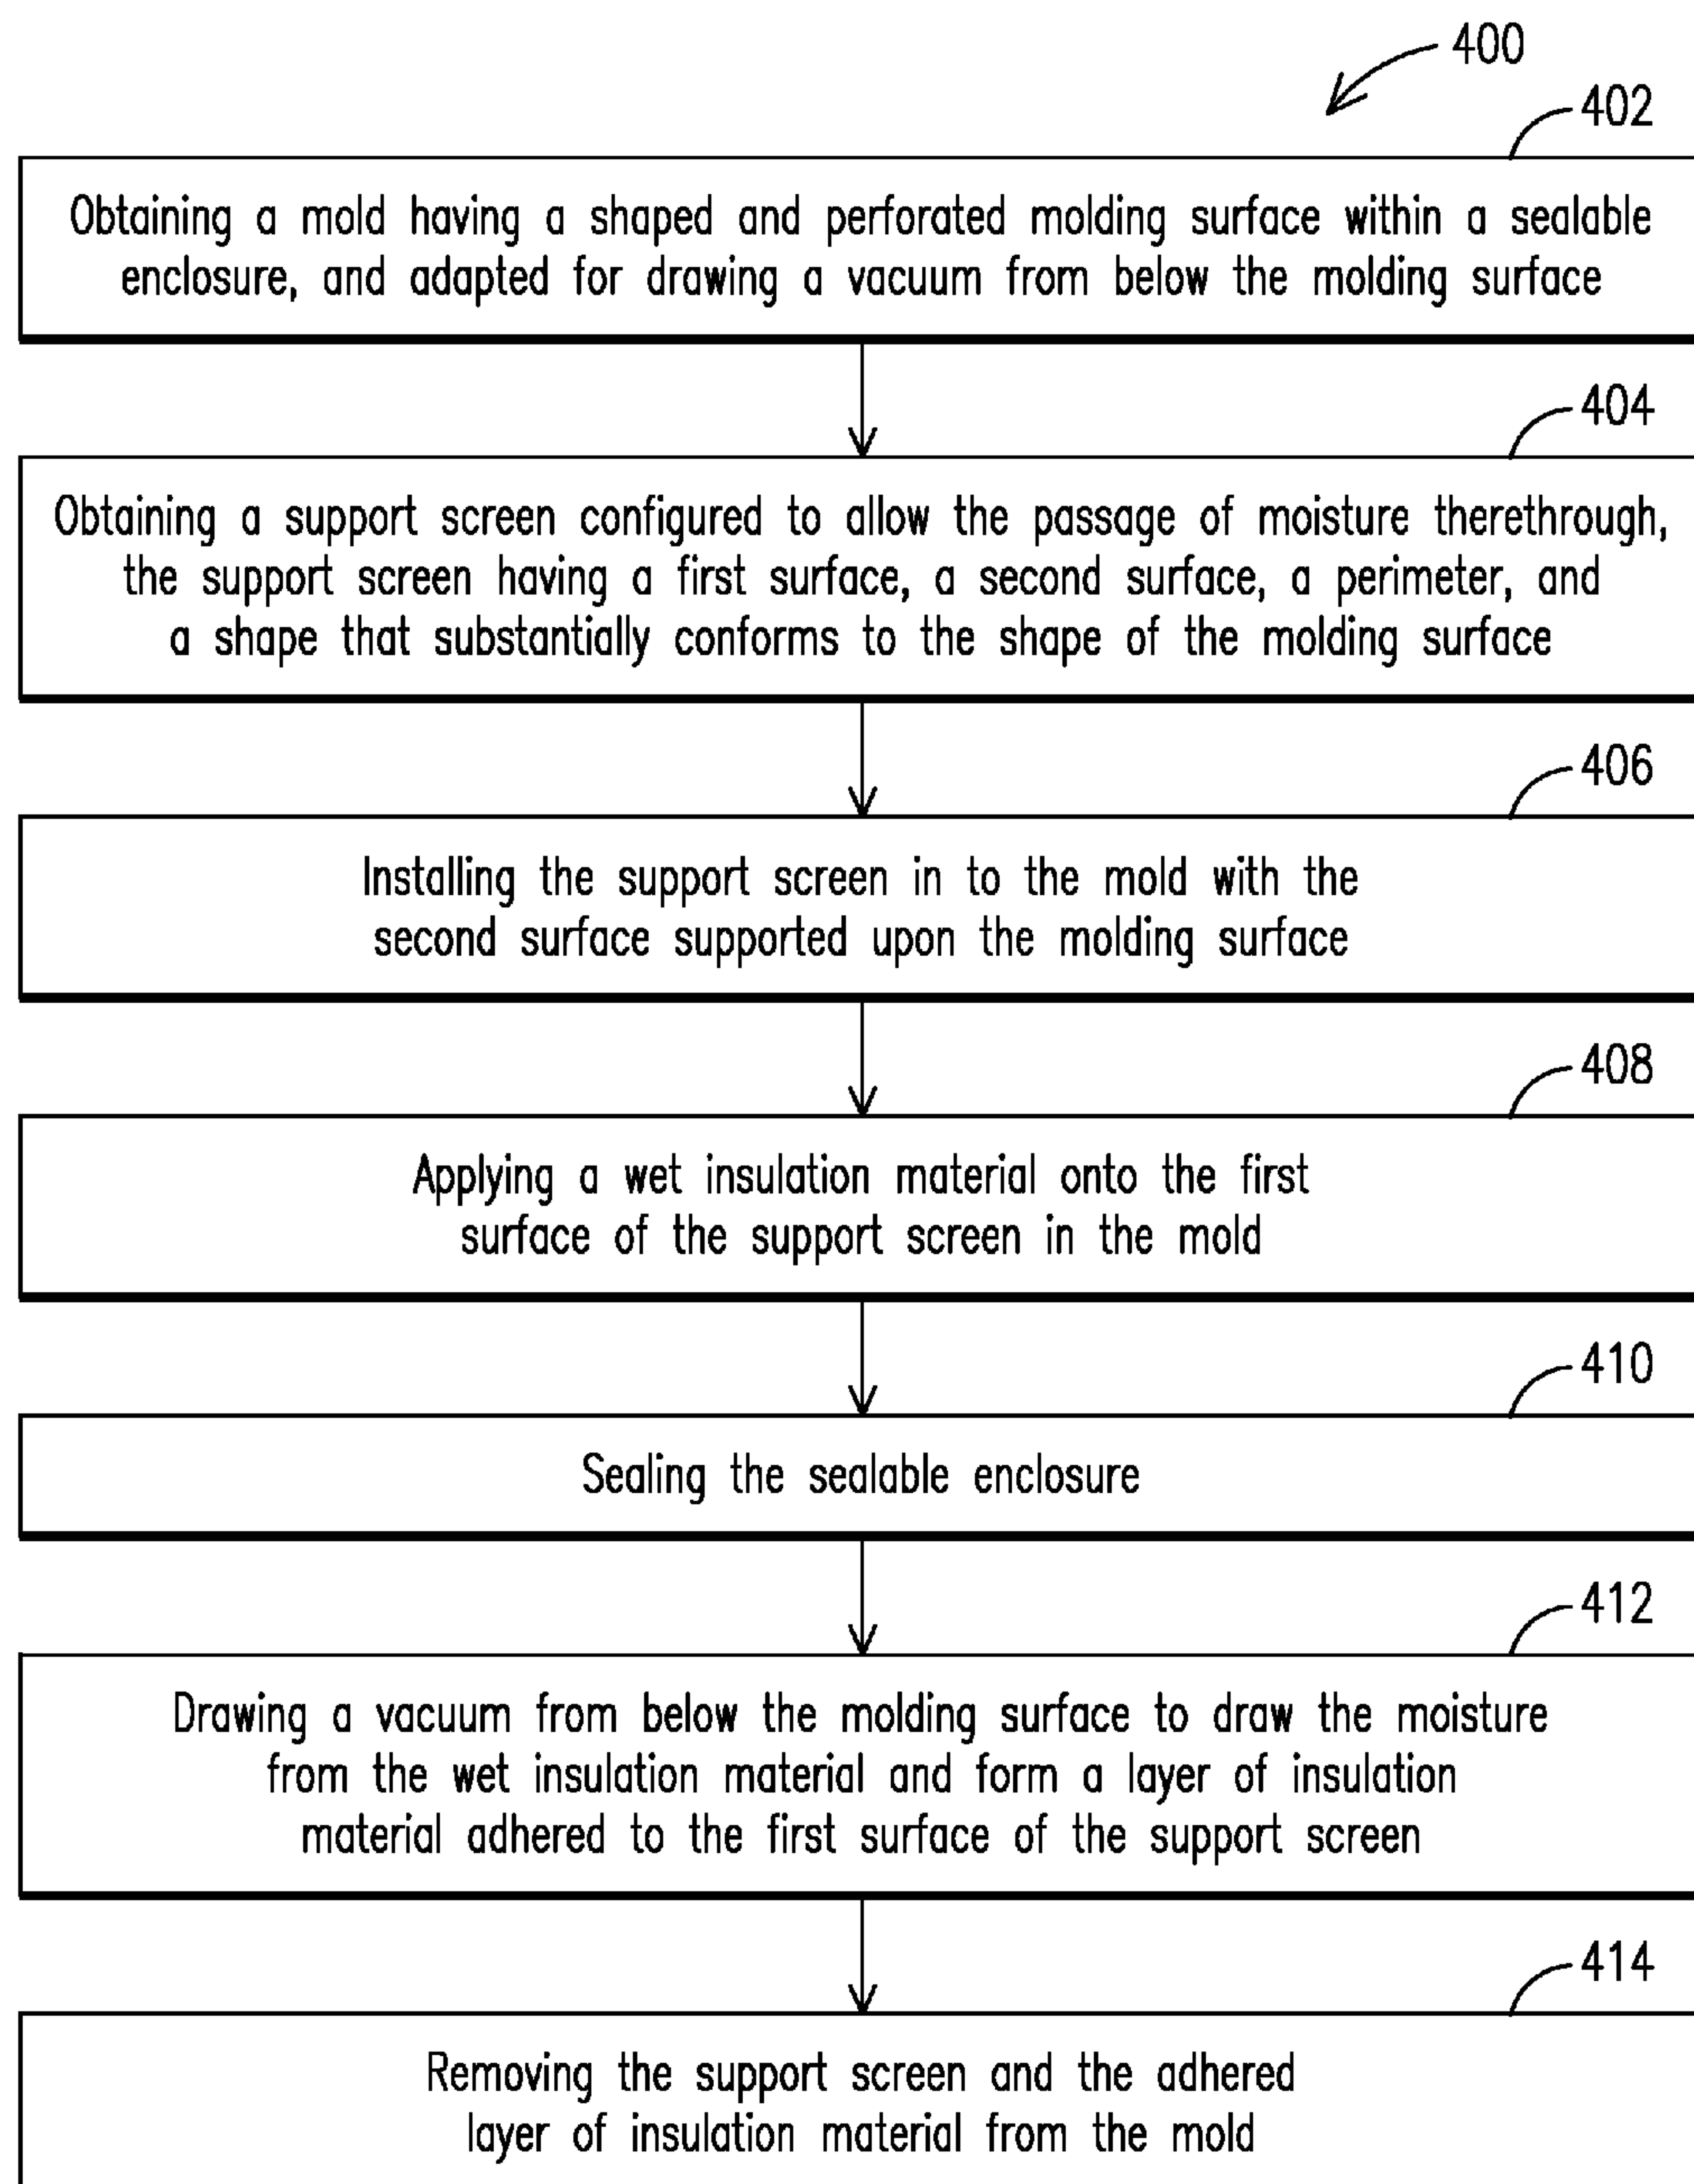 400
402
Obtaining a mold having a shaped and perforated molding surface within a sealable
enclosure, and adapted for drawing a vacuum from below the molding surface
404
Obtaining a support screen configured to allow the passage of moisture therethrough,
the support screen having a first surface, a second surface, a perimeter, and
a shape that substantially conforms to the shape of the molding surface
406
Installing the support screen in to the mold with the
second surface supported upon the molding surface
408
Applying a wet insulation material onto the first
surface of the support screen in the mold
410
Sealing the sealable enclosure
412
Drawing a vacuum from below the molding surface to draw the moisture
from the wet insulation material and form a layer of insulation
material adhered to the first surface of the support screen
414
Removing the support screen and the adhered
layer of insulation material from the mold